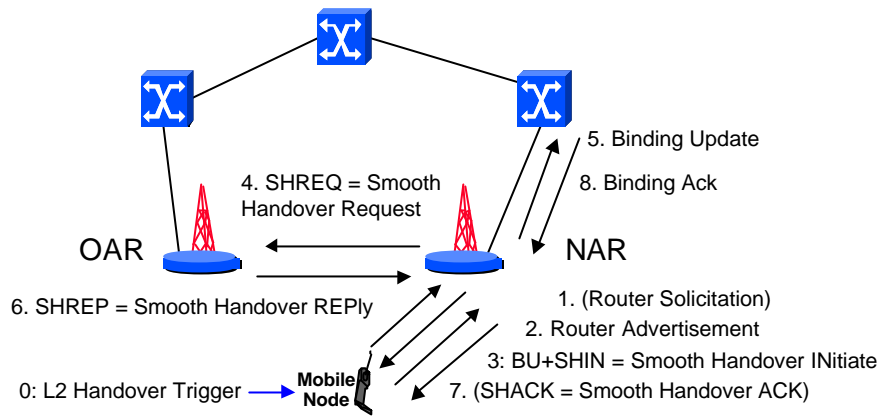 5. Binding Update
4. SHREQ = Smooth
Handover Request
8. Binding Ack
OAR
NAR
6. SHREP = Smooth Handover REPly
1. (Router Solicitation)
2. Router Advertisement
3: BU+SHIN = Smooth Handover INitiate
0: L2 Handover Trigger
Mobile
Node
7. (SHACK = Smooth Handover ACK)